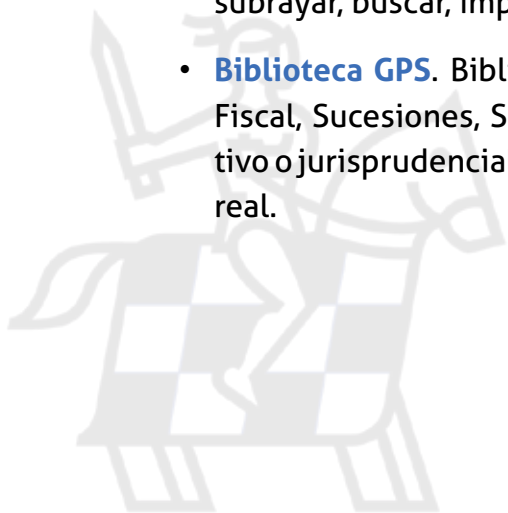 subrayar, buscar, imp
• Biblioteca GPS. Bibl
Fiscal, Sucesiones, S
tivo o jurisprudencia
real.